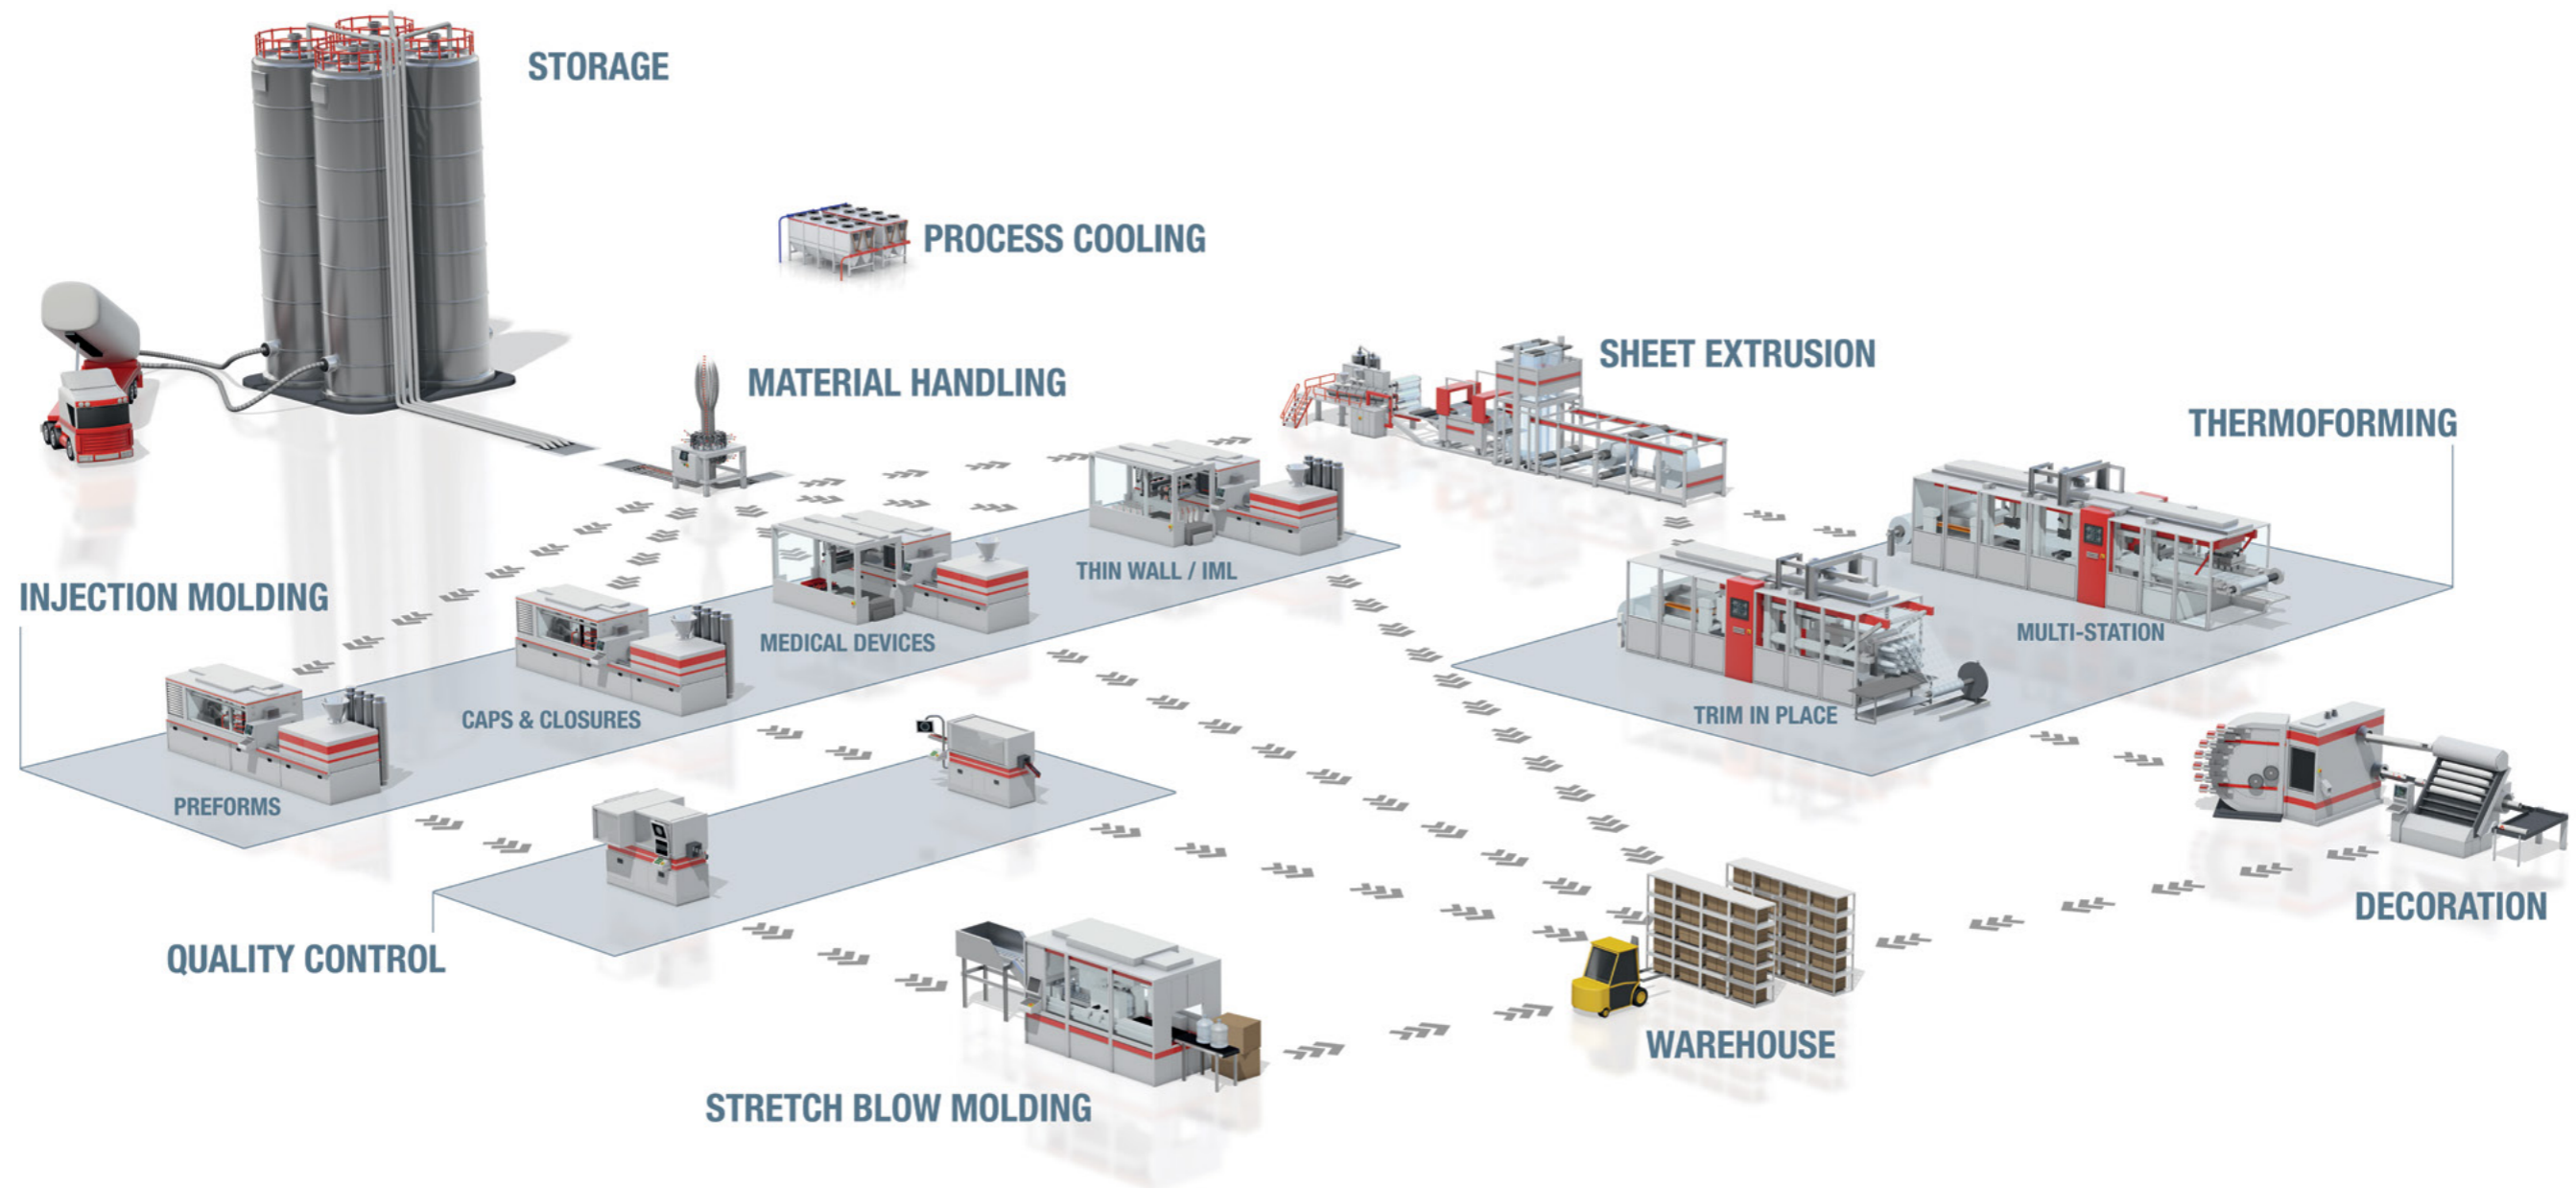 STORAGE
PROCESS COOLING
MATERIAL HANDLING
SHEET EXTRUSION
THERMOFORMING
INJECTION MOLDING
THIN WALL / IML
MEDICAL DEVICES
MULTI-STATION
CAPS & CLOSURES
TRIM IN PLACE
PREFORMS
DECORATION
QUALITY CONTROL
WAREHOUSE
STRETCH BLOW MOLDING